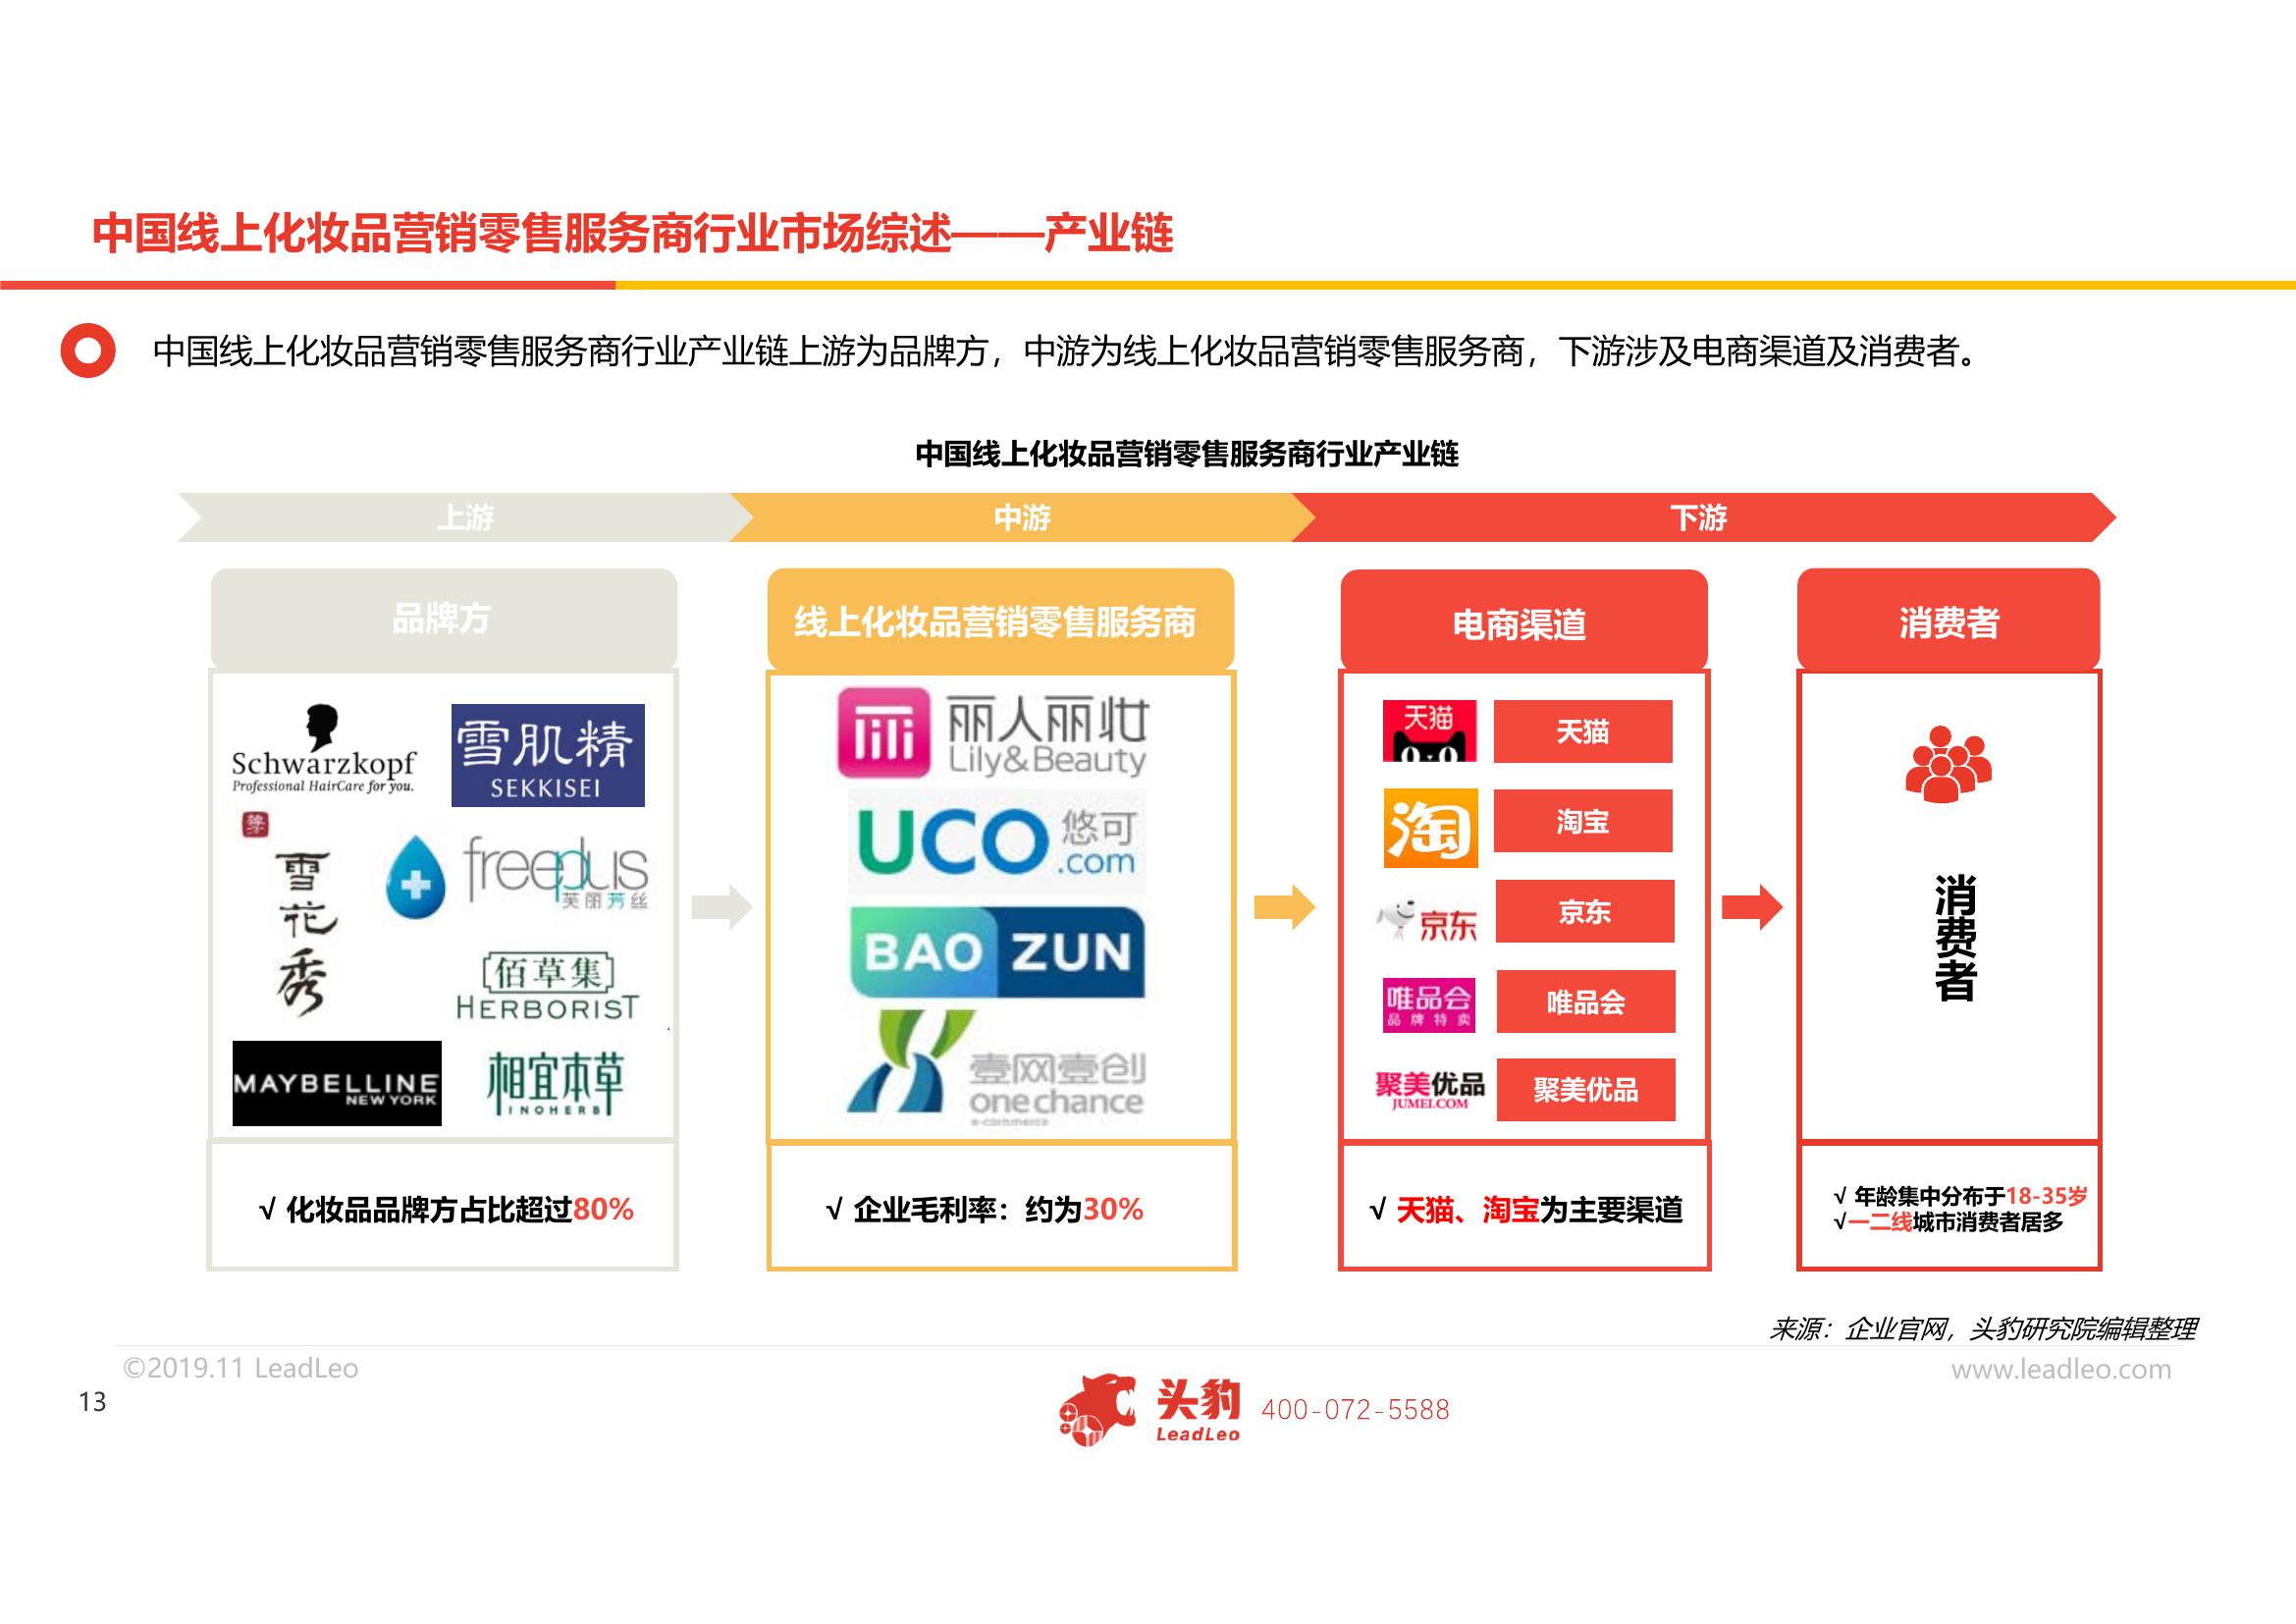 中国线上化妆品营销零售服务商行业市场综述——产业链
中国线上化妆品营销零售服务商行业产业链上游为品牌方，中游为线上化妆品营销零售服务商，下游涉及电商渠道及消费者。
中国线上化妆品营销零售服务商行业产业链
上游
中游
下游
品牌方
Schwarzkopf
Professional HairCare for you.
雪肌精
SEKKISEI
雪花秀
freeplus
芙丽芳丝
佰草集
HERBORIST
MAYBELLINE
NEW YORK
相宜本草
INOHERB
√ 化妆品品牌方占比超过80%
线上化妆品营销零售服务商
丽人丽妆
Lily&Beauty
UCO 悠可
.com
BAO ZUN
壹网壹创
one chance
e-commerce
√ 企业毛利率：约为30%
电商渠道
天猫
天猫
淘
淘宝
京东
京东
唯品会
品牌特卖
唯品会
聚美优品
JUMEI.COM
聚美优品
√ 天猫、淘宝为主要渠道
消费者
消费者
√ 年龄集中分布于18-35岁
√一二线城市消费者居多
来源：企业官网，头豹研究院编辑整理
©2019.11 LeadLeo
www.leadleo.com
13
头豹
LeadLeo
400-072-5588